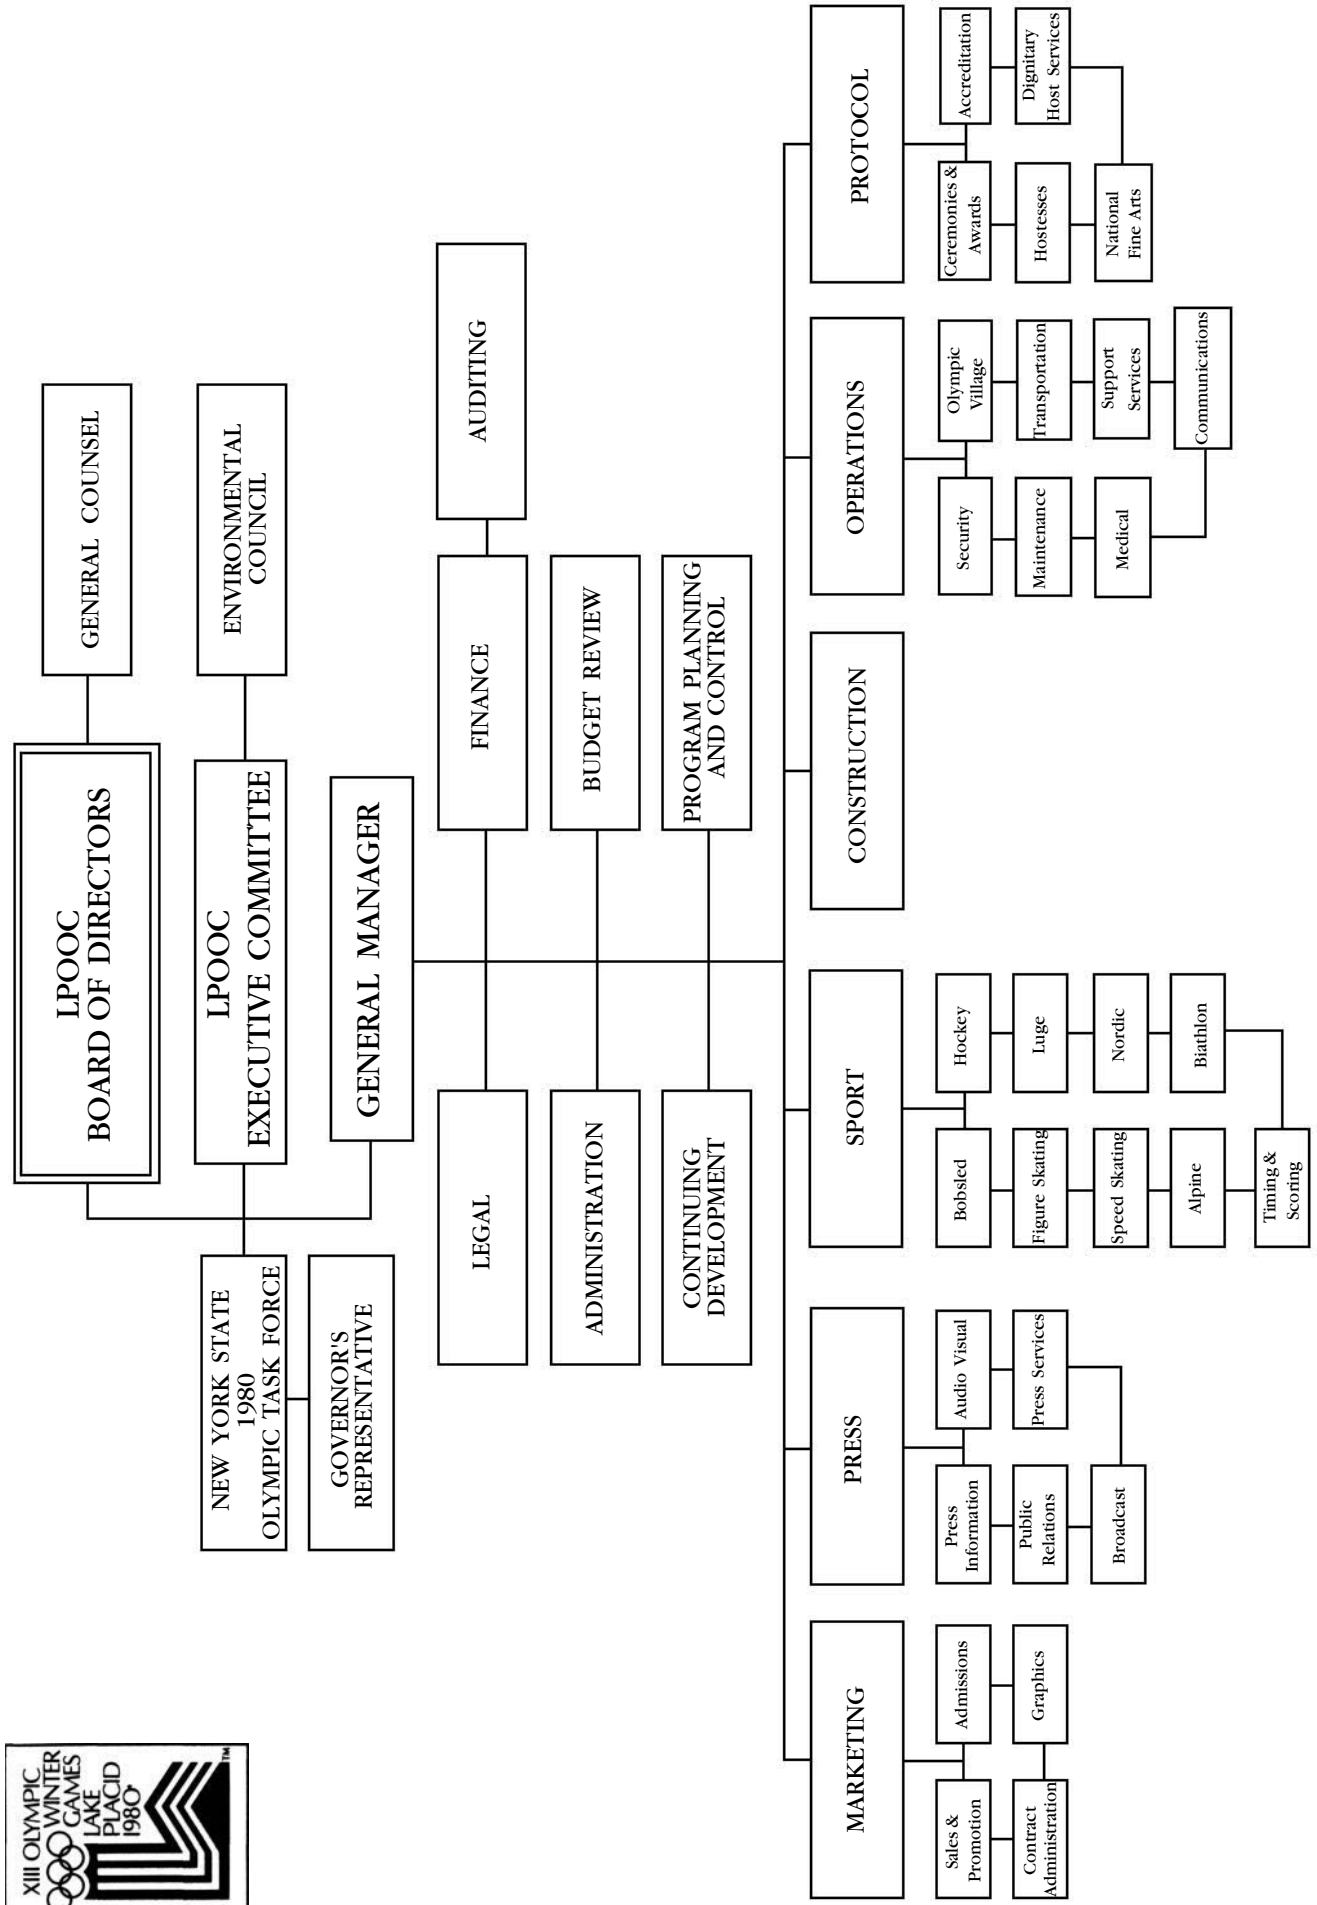 XIII OLYMPIC
WINTER
GAMES
LAKE
PLACID
1980
TM
LPOOC
BOARD OF DIRECTORS
GENERAL COUNSEL
NEW YORK STATE
1980
OLYMPIC TASK FORCE
LPOOC
EXECUTIVE COMMITTEE
ENVIRONMENTAL
COUNCIL
GOVERNOR'S
REPRESENTATIVE
GENERAL MANAGER
LEGAL
FINANCE
AUDITING
ADMINISTRATION
BUDGET REVIEW
CONTINUING
DEVELOPMENT
PROGRAM PLANNING
AND CONTROL
MARKETING
Sales &
Promotion
Admissions
Contract
Administration
Graphics
PRESS
Press
Information
Audio Visual
Public
Relations
Press Services
Broadcast
SPORT
Bobsled
Hockey
Figure Skating
Luge
Speed Skating
Nordic
Alpine
Biathlon
Timing &
Scoring
CONSTRUCTION
OPERATIONS
Security
Olympic
Village
Maintenance
Transportation
Medical
Support
Services
Communications
PROTOCOL
Ceremonies &
Awards
Accreditation
Hostesses
Dignitary
Host Services
National
Fine Arts